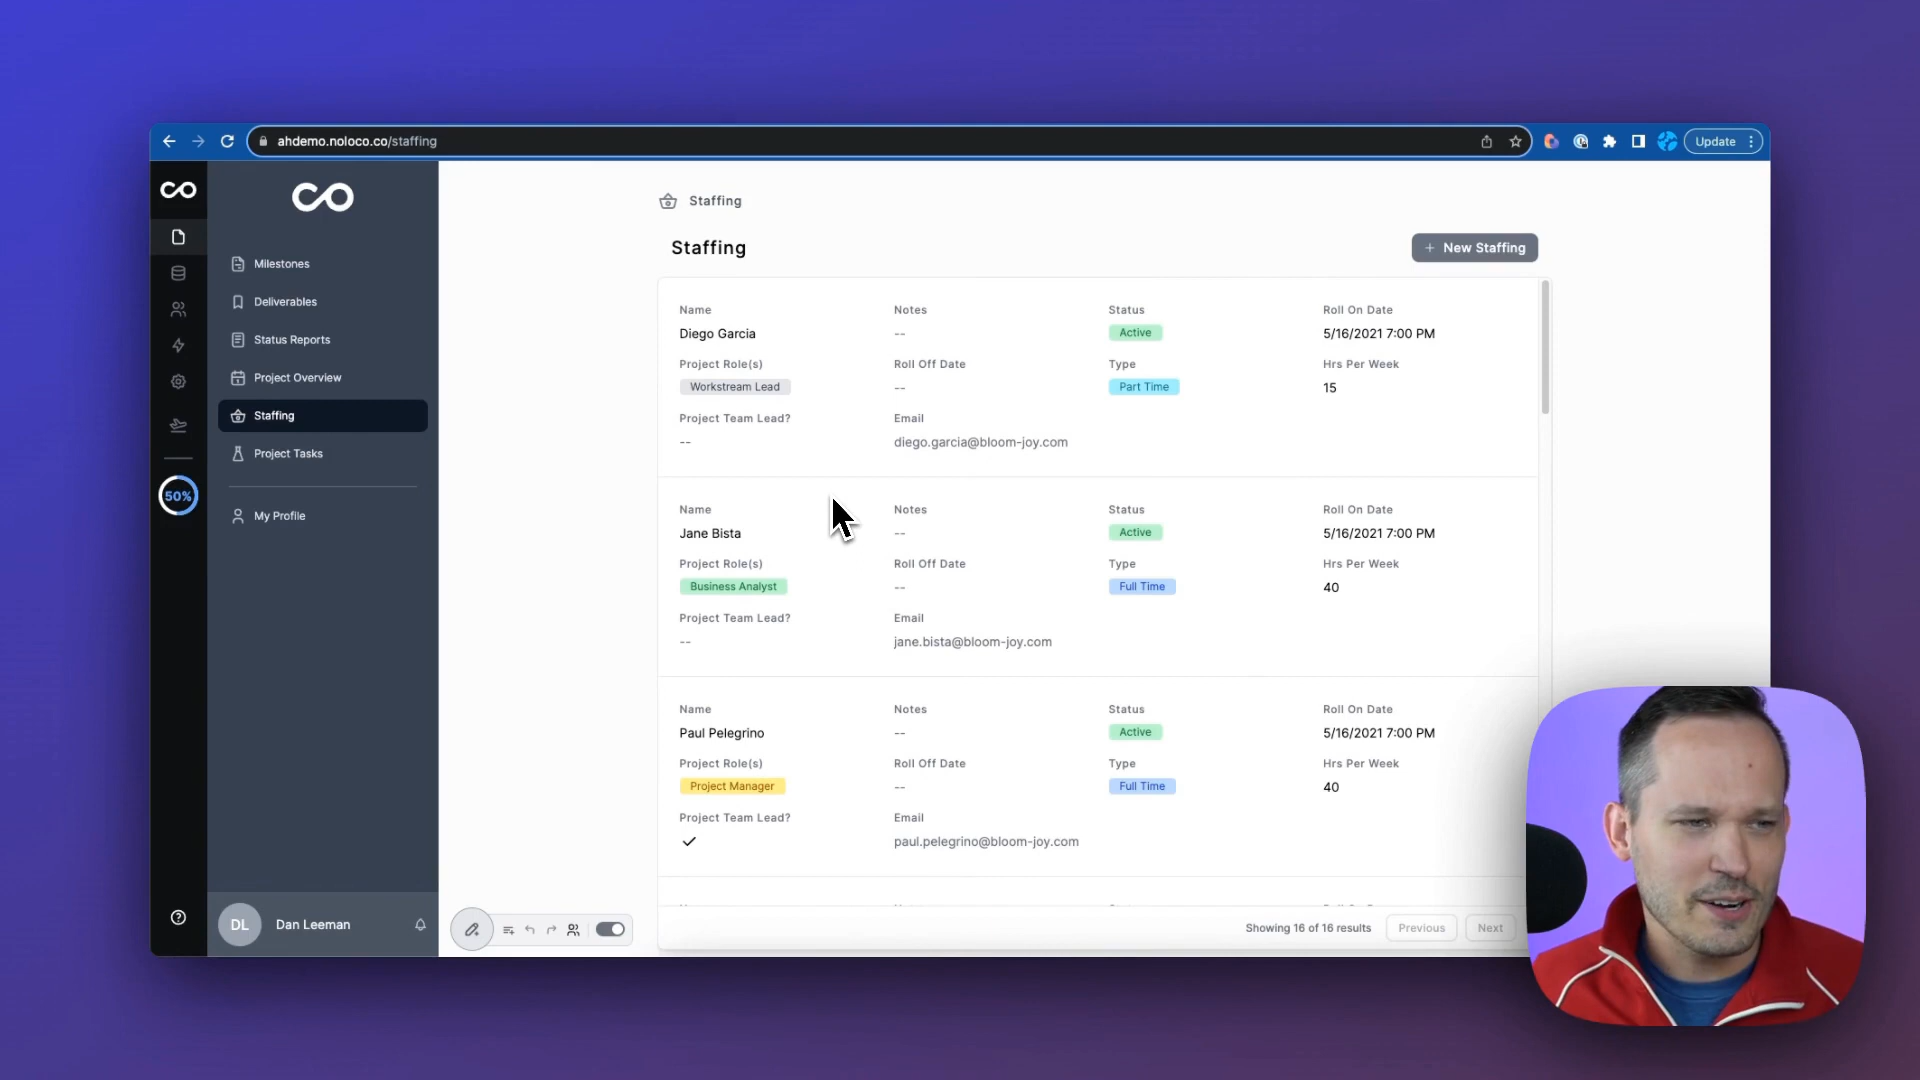 ahdemo.noloco.co/staffing
Update
50%
Milestones
Deliverables
Status Reports
Project Overview
Staffing
Project Tasks
My Profile
DL Dan Leeman
Staffing
Staffing
+ New Staffing
Name Notes Status Roll On Date
Diego Garcia -- Active 5/16/2021 7:00 PM
Project Role(s) Roll Off Date Type Hrs Per Week
Workstream Lead -- Part Time 15
Project Team Lead? Email
-- diego.garcia@bloom-joy.com
Name Notes Status Roll On Date
Jane Bista -- Active 5/16/2021 7:00 PM
Project Role(s) Roll Off Date Type Hrs Per Week
Business Analyst -- Full Time 40
Project Team Lead? Email
-- jane.bista@bloom-joy.com
Name Notes Status Roll On Date
Paul Pelegrino -- Active 5/16/2021 7:00 PM
Project Role(s) Roll Off Date Type Hrs Per Week
Project Manager -- Full Time 40
Project Team Lead? Email
paul.pelegrino@bloom-joy.com
Showing 16 of 16 results Previous Next